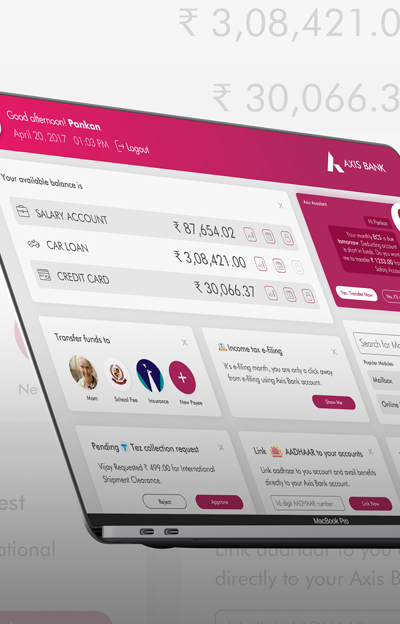 ₹ 3,08,421.0
₹ 30,066.3
Good afternoon! Pankan
April 20, 2017 01:03 PM Logout
AXIS BANK
Your available balance is
x
SALARY ACCOUNT ₹ 87,654.02
CAR LOAN ₹ 3,08,421.00
CREDIT CARD ₹ 30,066.37
Axis Assistant
Hi Pankan
Your monthly ECS is due
tomorrow. Deducting account
is short in funds. Do you want
me to transfer ₹ 1233.00 from
Salary Account
Yes, Transfer Now
Transfer funds to x
Mom School Fee Insurance New Payee
Income tax e-filing x
It's e-filing month, you are only a click away
from e-filing using Axis Bank account.
Show Me
Search for Mo
Popular Modules
Mailbox
Online
Pending Tez collection request x
Vijay Requested ₹ 499.00 for International
Shipment Clearance.
Reject Approve
Link AADHAAR to your accounts x
Link aadhaar to you account and avail benefits
directly to your Axis Bank account.
16 digit AADHAAR number Link Now
MacBook Pro
Ne
est
ational
Link aadhaar to you
directly to your Axis B